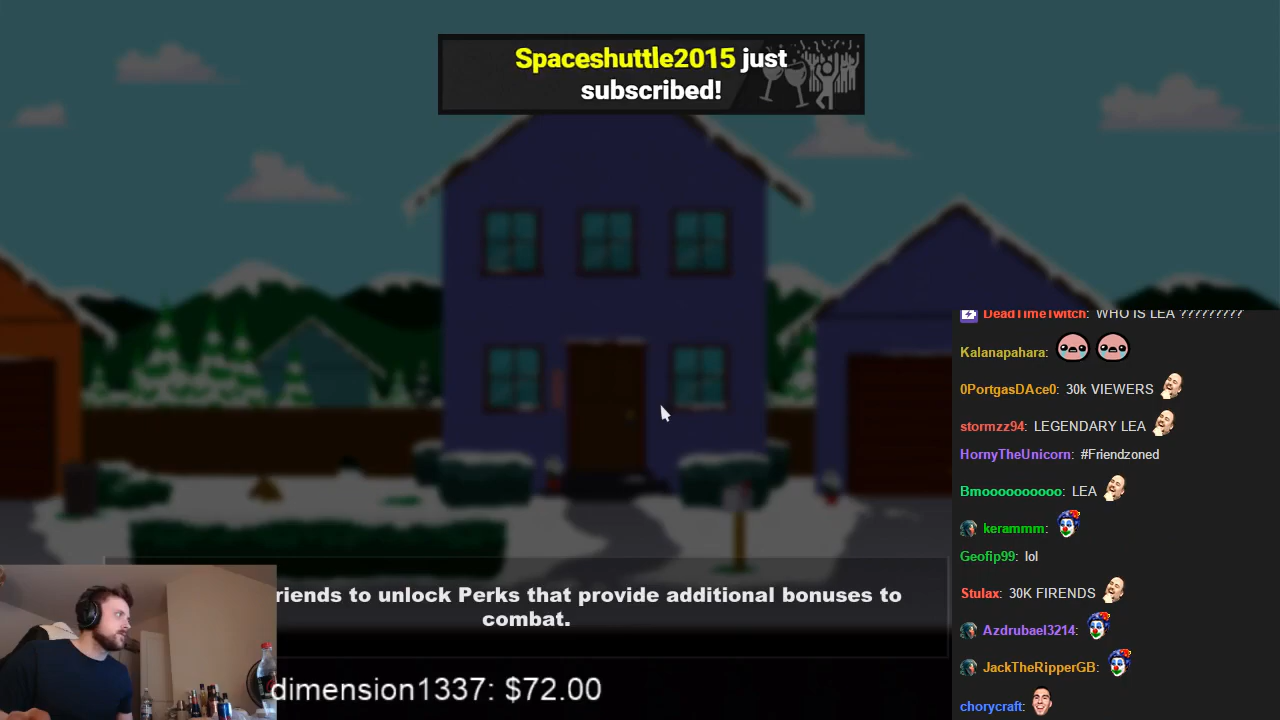 Spaceshuttle2015 just
subscribed!
DeadTimeTwitch: WHO IS LEA ?????????
Kalanapahara:
0PortgasDAce0: 30k VIEWERS
stormzz94: LEGENDARY LEA
HornyTheUnicorn: #Friendzoned
Bmoooooooooo: LEA
kerammm:
Geofip99: lol
Stulax: 30K FIRENDS
Azdrubael3214:
JackTheRipperGB:
chorycraft:
riends to unlock Perks that provide additional bonuses to
combat.
dimension1337: $72.00